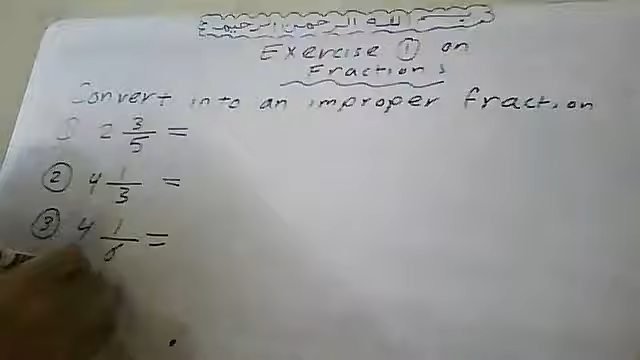 بسم الله الرحمن الرحيم
Exercise ① on
Fractions
Convert into an improper fraction
2 3/5 =
② 4 1/3 =
③ 4 1/6 =